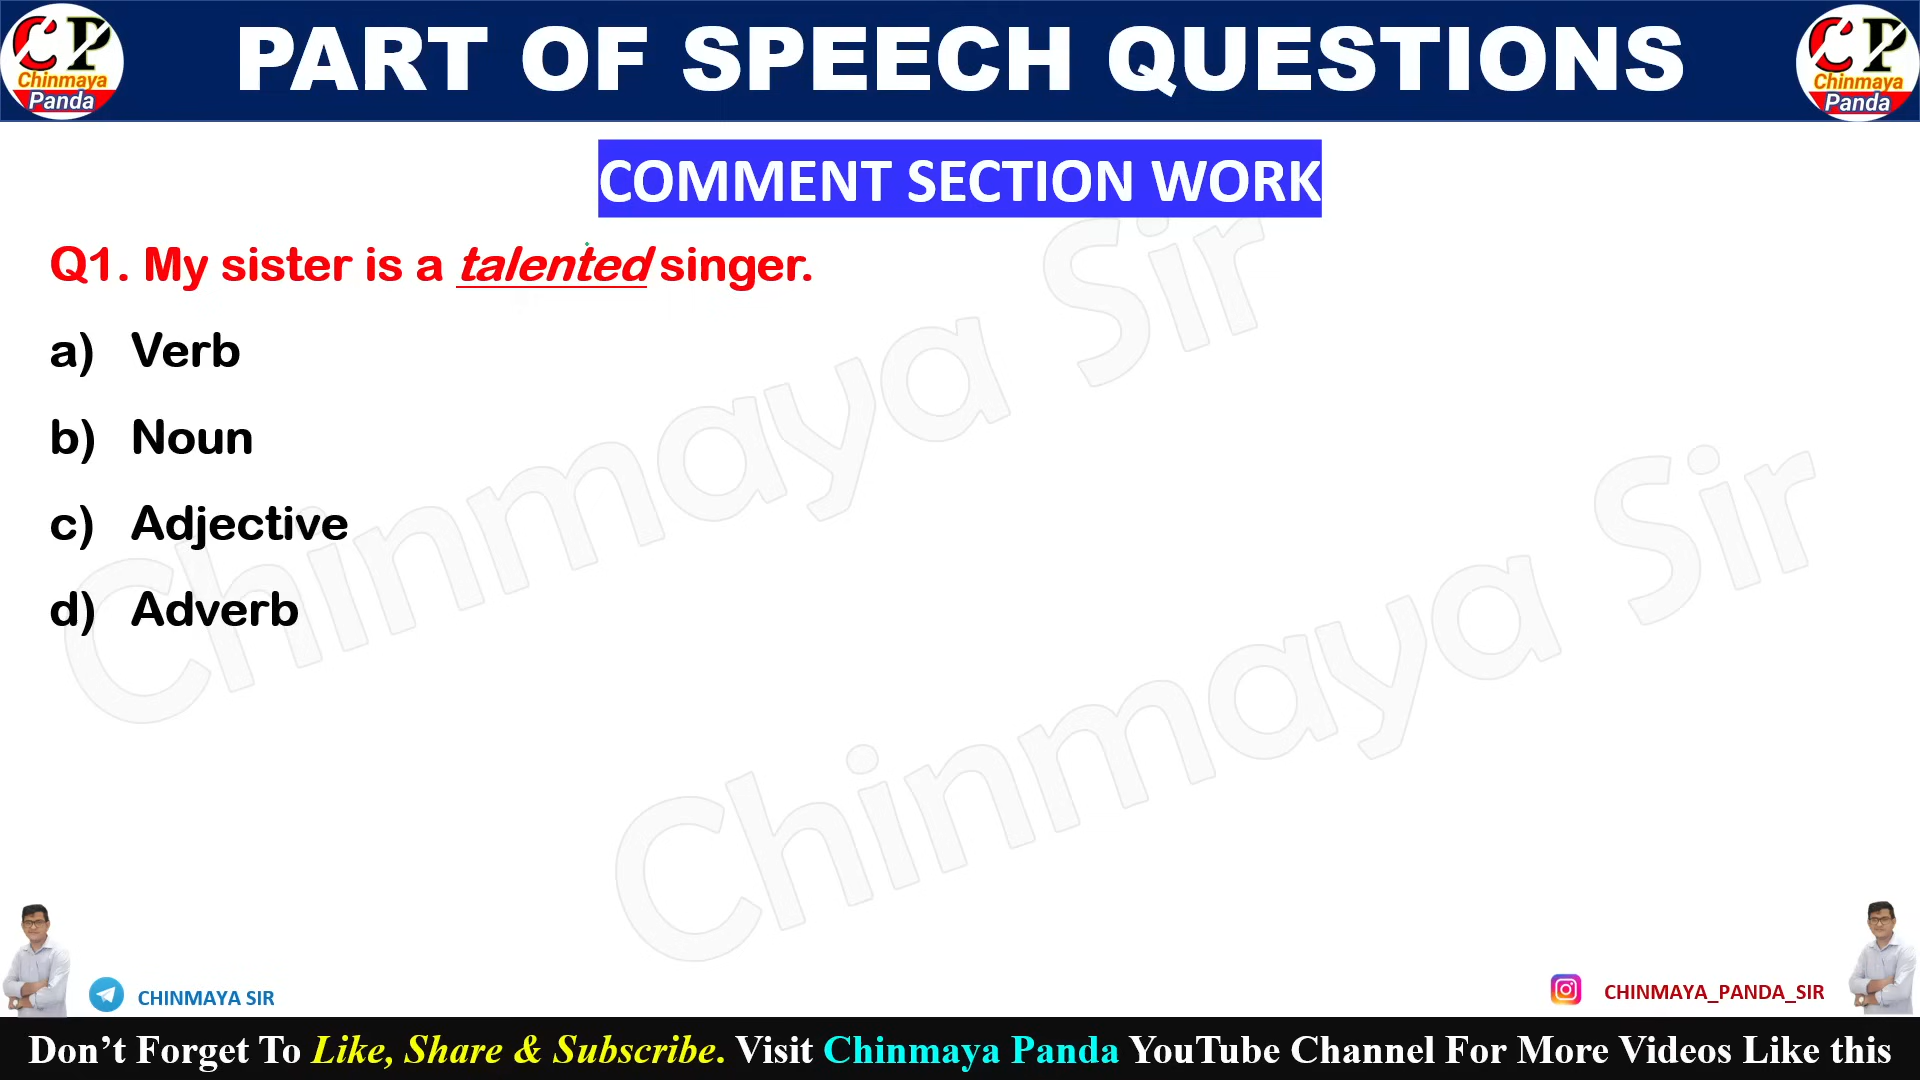 CP
Chinmaya
Panda
PART OF SPEECH QUESTIONS
CP
Chinmaya
Panda
COMMENT SECTION WORK
Q1. My sister is a talented singer.
a) Verb
b) Noun
c) Adjective
d) Adverb
Chinmaya Sir
Chinmaya Sir
CHINMAYA SIR
CHINMAYA_PANDA_SIR
Don’t Forget To Like, Share & Subscribe. Visit Chinmaya Panda YouTube Channel For More Videos Like this